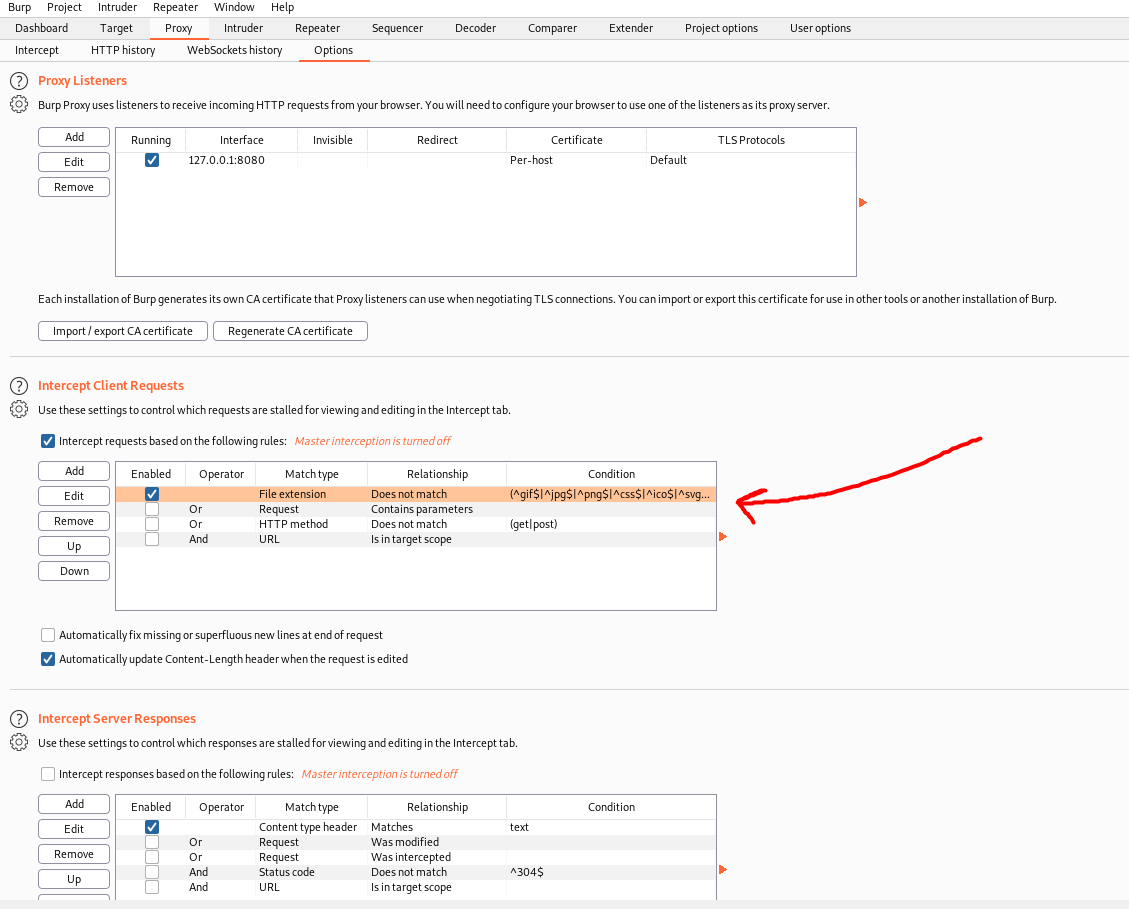 Burp Project Intruder Repeater Window Help
Dashboard Target Proxy Intruder Repeater Sequencer Decoder Comparer Extender Project options User options
Intercept HTTP history WebSockets history Options
? Proxy Listeners
Burp Proxy uses listeners to receive incoming HTTP requests from your browser. You will need to configure your browser to use one of the listeners as its proxy server.
Add Running Interface Invisible Redirect Certificate TLS Protocols
Edit 127.0.0.1:8080 Per-host Default
Remove
Each installation of Burp generates its own CA certificate that Proxy listeners can use when negotiating TLS connections. You can import or export this certificate for use in other tools or another installation of Burp.
Import / export CA certificate Regenerate CA certificate
? Intercept Client Requests
Use these settings to control which requests are stalled for viewing and editing in the Intercept tab.
Intercept requests based on the following rules: Master interception is turned off
Add Enabled Operator Match type Relationship Condition
Edit File extension Does not match (^gif$|^jpg$|^png$|^css$|^ico$|^svg...
Or Request Contains parameters
Remove Or HTTP method Does not match (get|post)
Up And URL Is in target scope
Down
Automatically fix missing or superfluous new lines at end of request
Automatically update Content-Length header when the request is edited
? Intercept Server Responses
Use these settings to control which responses are stalled for viewing and editing in the Intercept tab.
Intercept responses based on the following rules: Master interception is turned off
Add Enabled Operator Match type Relationship Condition
Edit Content type header Matches text
Or Request Was modified
Remove Or Request Was intercepted
Up And Status code Does not match ^304$
And URL Is in target scope